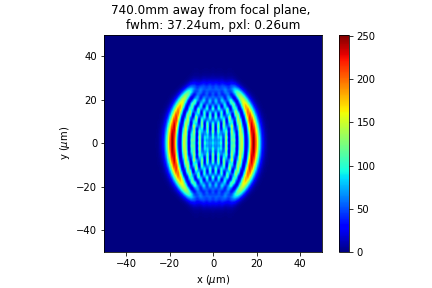 740.0mm away from focal plane,
fwhm: 37.24um, pxl: 0.26um
40
20
0
−20
−40
y (μm)
−40 −20 0 20 40
x (μm)
250
200
150
100
50
0